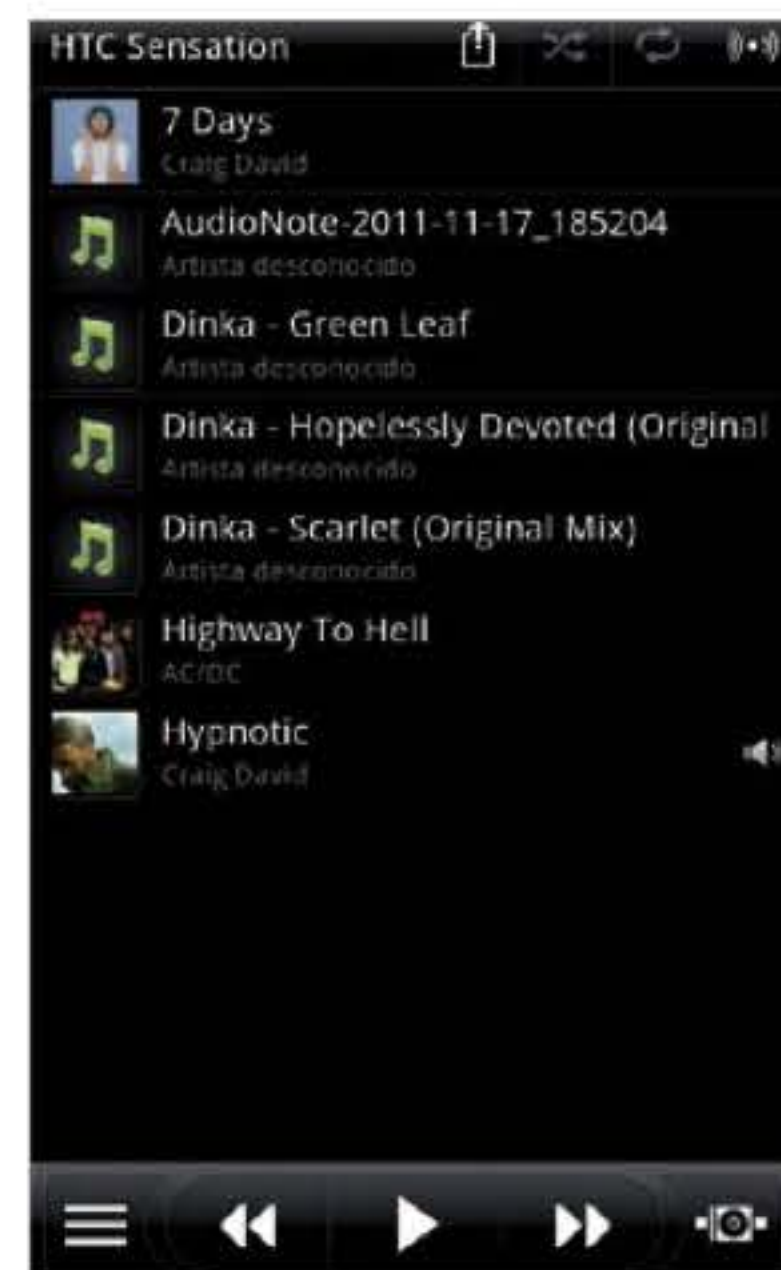 HTC Sensation
7 Days
Craig David
AudioNote-2011-11-17_185204
Artista desconocido
Dinka - Green Leaf
Artista desconocido
Dinka - Hopelessly Devoted (Original
Artista desconocido
Dinka - Scarlet (Original Mix)
Artista desconocido
Highway To Hell
AC/DC
Hypnotic
Craig David